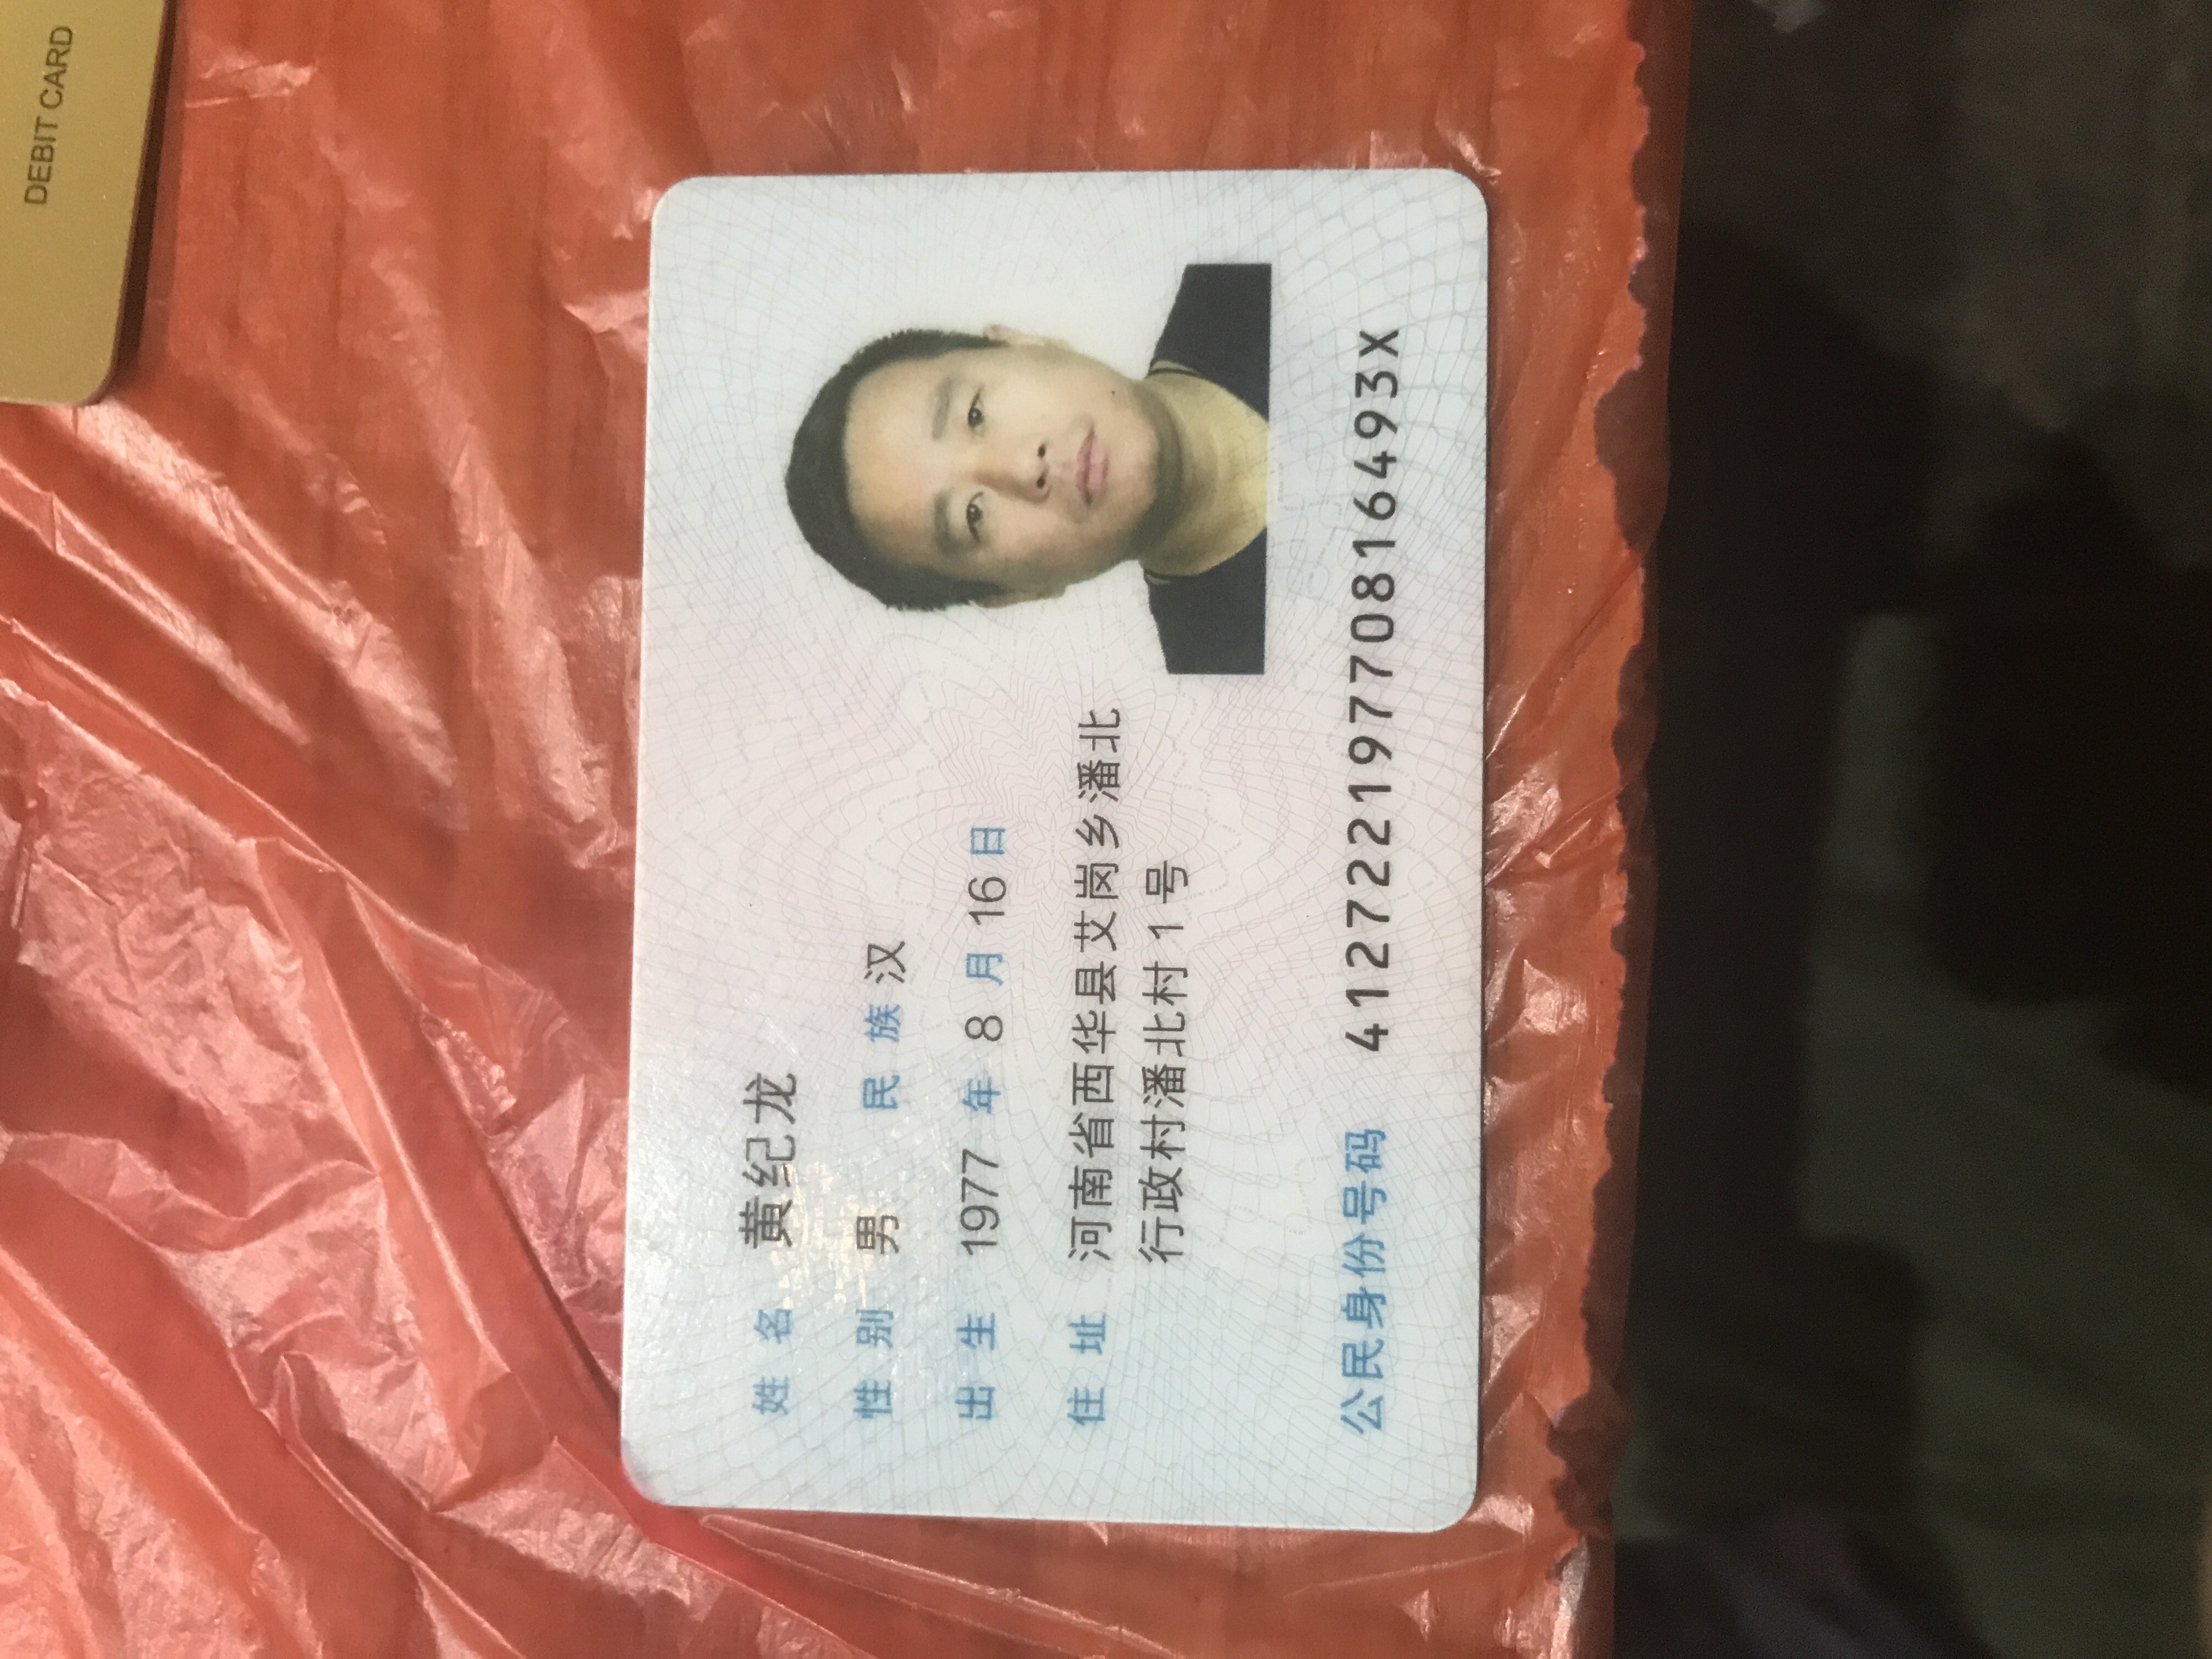 DEBIT CARD
姓名 黄纪龙
性别 男 民族 汉
出生 1977 年 8 月 16 日
住址 河南省西华县艾岗乡潘北
行政村潘北村 1 号
公民身份号码 41272219770816493X